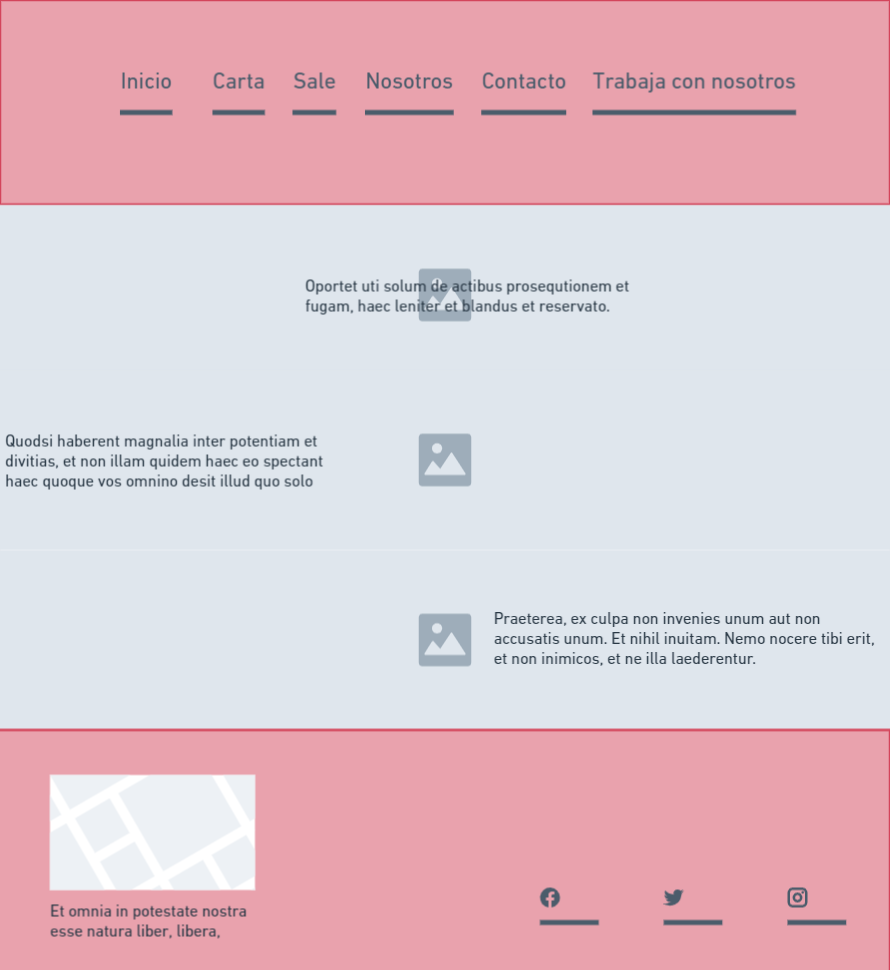 Inicio Carta Sale Nosotros Contacto Trabaja con nosotros
Oportet uti solum de actibus prosequtionem et
fugam, haec leniter et blandus et reservato.
Quodsi haberent magnalia inter potentiam et
divitias, et non illam quidem haec eo spectant
haec quoque vos omnino desit illud quo solo
Praeterea, ex culpa non invenies unum aut non
accusatis unum. Et nihil inuitam. Nemo nocere tibi erit,
et non inimicos, et ne illa laederentur.
Et omnia in potestate nostra
esse natura liber, libera,